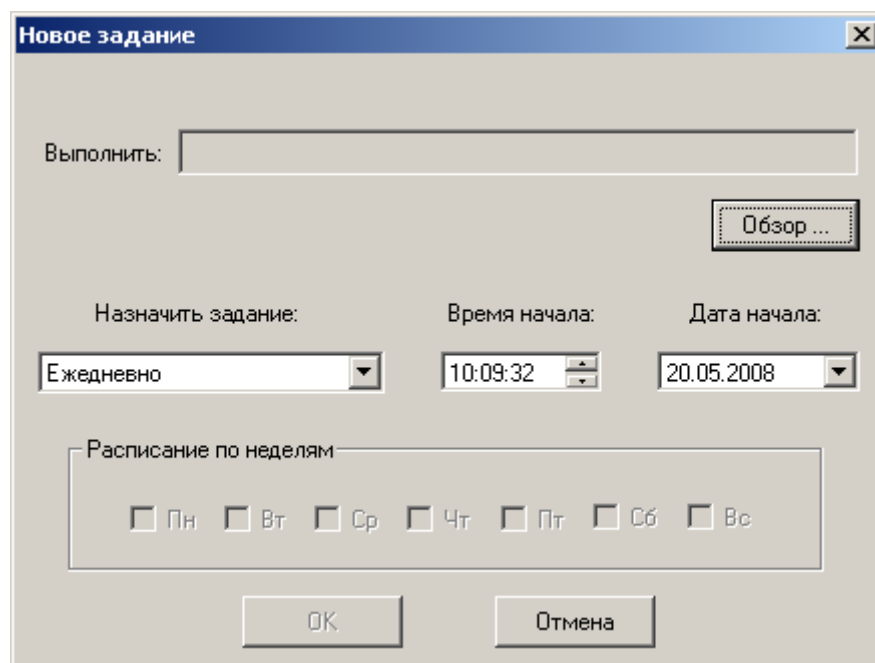 Новое задание
Выполнить:
Обзор ...
Назначить задание: Время начала: Дата начала:
Ежедневно 10:09:32 20.05.2008
Расписание по неделям
Пн Вт Ср Чт Пт Сб Вс
OK Отмена